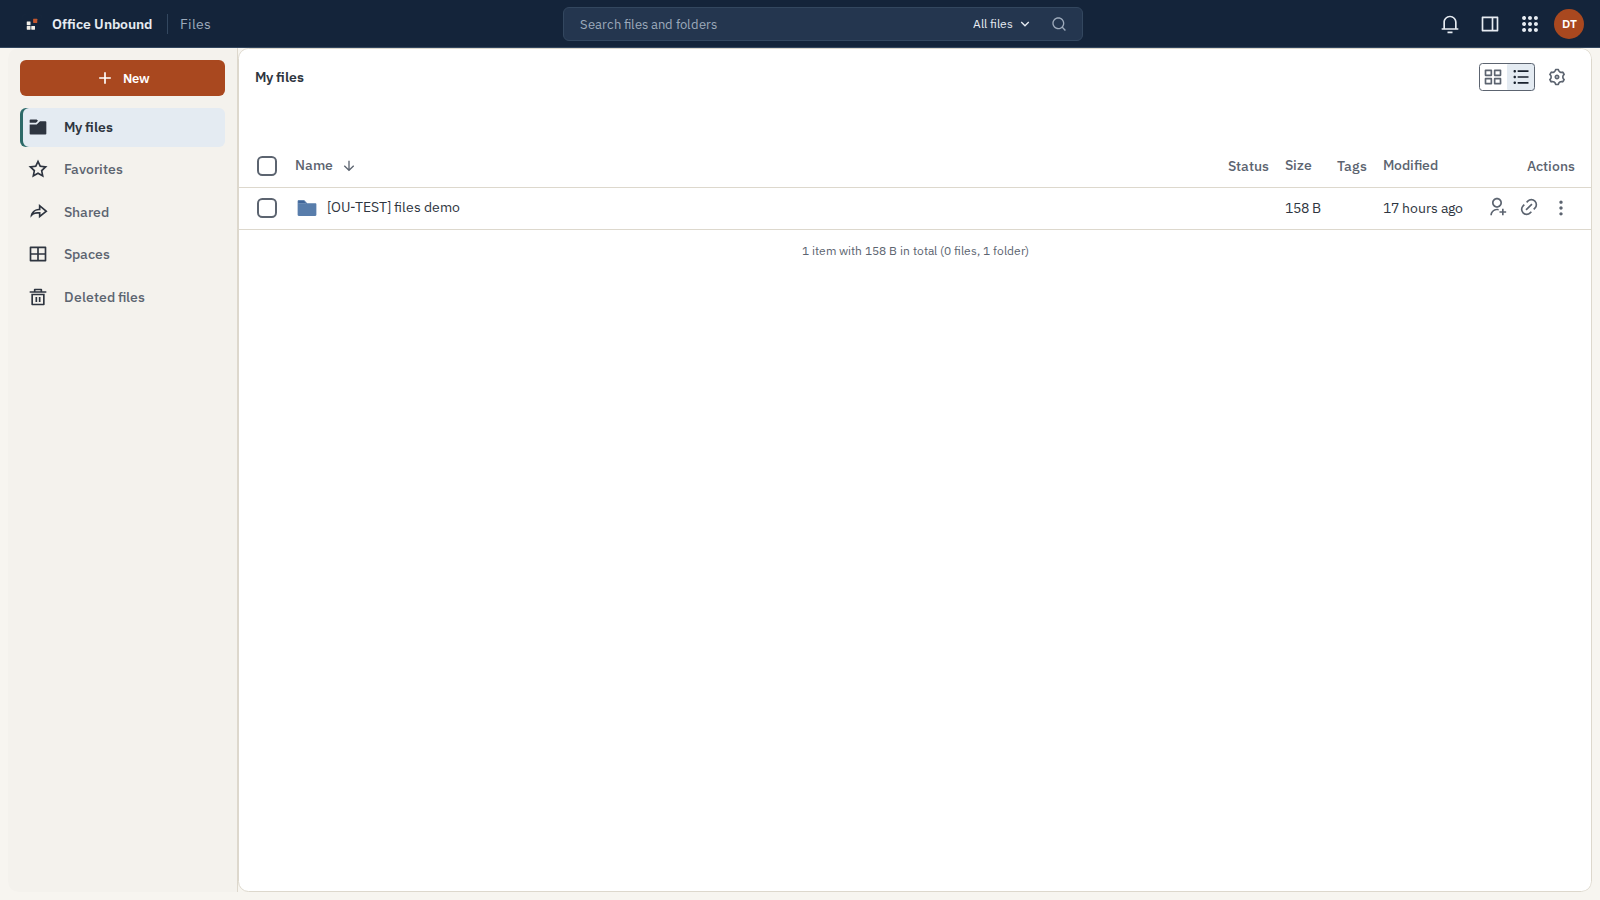 Office Unbound Files
Search files and folders All files
DT
New
My files
Favorites
Shared
Spaces
Deleted files
My files
Name Status Size Tags Modified Actions
[OU-TEST] files demo 158 B 17 hours ago
1 item with 158 B in total (0 files, 1 folder)